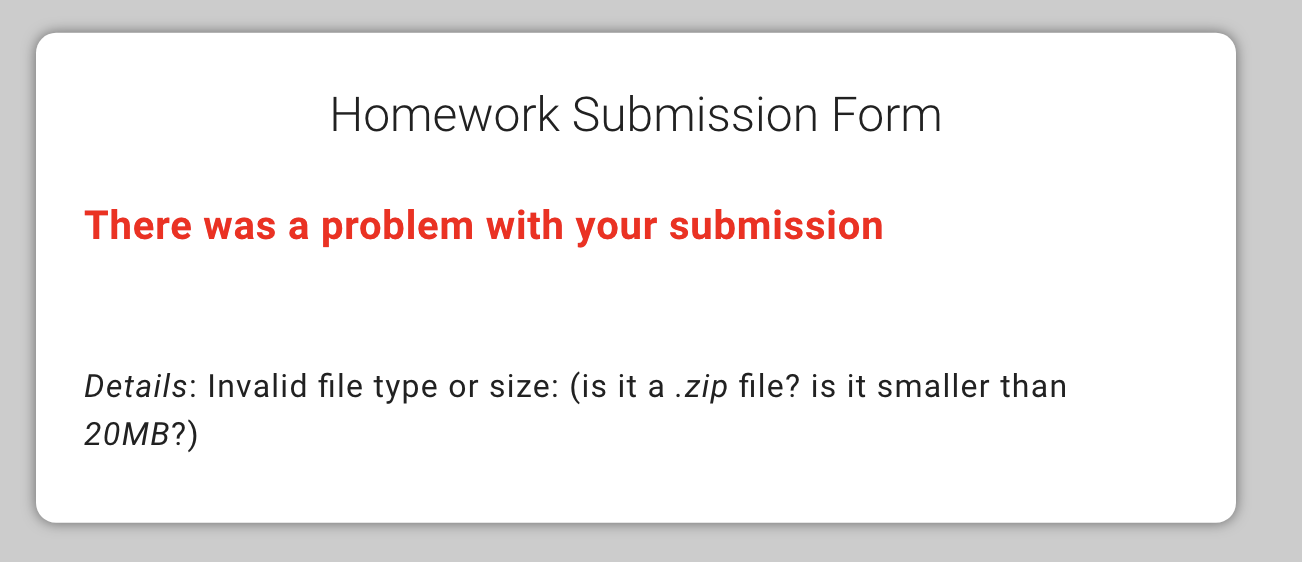 Homework Submission Form
There was a problem with your submission
Details: Invalid file type or size: (is it a .zip file? is it smaller than
20MB?)